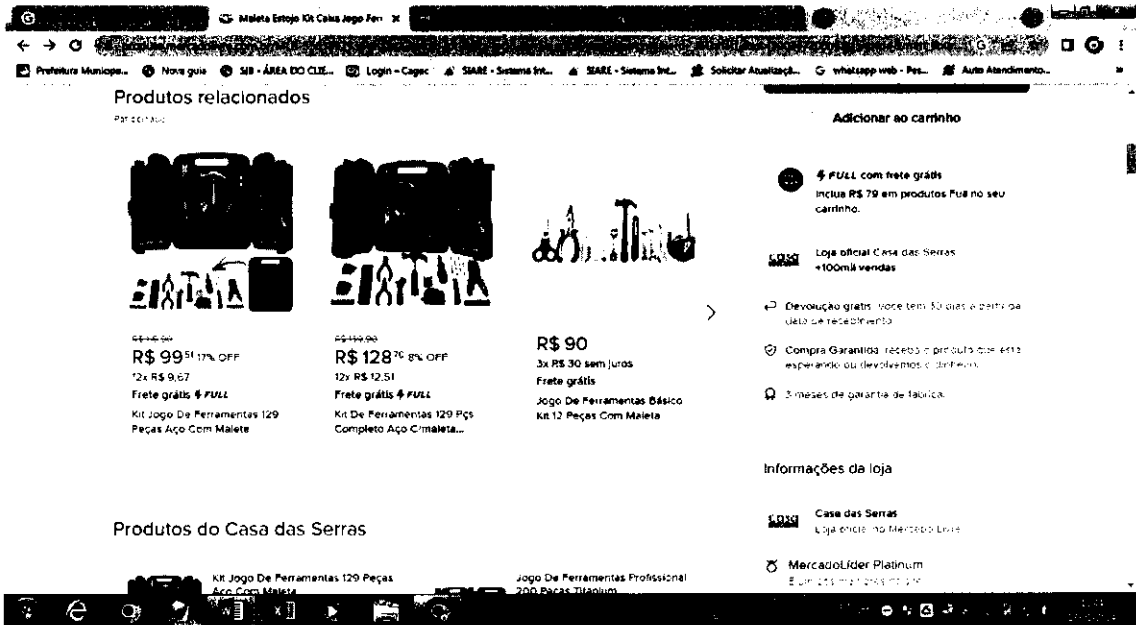 Maleta Estojo Kit Caixa Jogo Fer
Prefeitura Municipa...
Nova guia
SJB - ÁREA DO CLIE...
Login - Cagec
SIARE - Sistema Int...
SIARE - Sistema Int...
Solicitar Atualizaçã...
whatsapp web - Pes...
Auto Atendimento...
Produtos relacionados
Patrocinado
R$ 99 51 17% OFF
12x R$ 9,67
Frete grátis FULL
Kit Jogo De Ferramentas 129
Peças Aço Com Maleta
R$ 128 70 8% OFF
12x R$ 12,51
Frete grátis FULL
Kit De Ferramentas 129 Pçs
Completo Aço C/maleta...
R$ 90
3x R$ 30 sem juros
Frete grátis
Jogo De Ferramentas Básico
Kit 12 Peças Com Maleta
Produtos do Casa das Serras
Kit Jogo De Ferramentas 129 Peças
Aço Com Maleta
Jogo De Ferramentas Profissional
200 Peças Titanium
Adicionar ao carrinho
FULL com frete grátis
Inclua R$ 79 em produtos Full no seu
carrinho.
casa
Loja oficial Casa das Serras
+100mil vendas
Devolução grátis. Você tem 30 dias a partir da
data de recebimento.
Compra Garantida, receba o produto que está
esperando ou devolvemos o dinheiro.
3 meses de garantia de fábrica.
Informações da loja
casa
Casa das Serras
Loja oficial no Mercado Livre
MercadoLíder Platinum